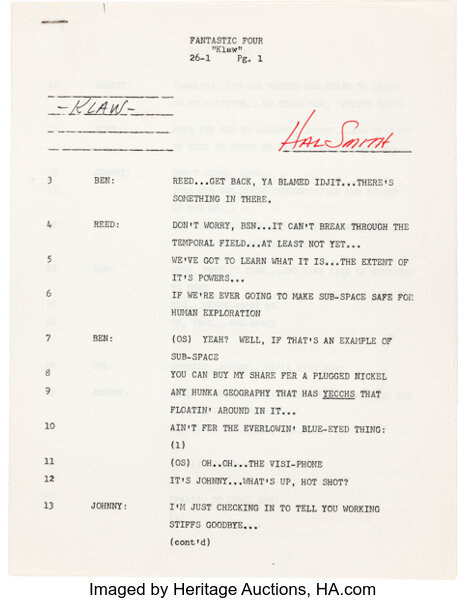 FANTASTIC FOUR
"Klaw"
26-1 Pg. 1
-KLAW-
HAL SMITH
3 BEN: REED...GET BACK, YA BLAMED IDJIT...THERE'S
SOMETHING IN THERE.
4 REED: DON'T WORRY, BEN...IT CAN'T BREAK THROUGH THE
TEMPORAL FIELD...AT LEAST NOT YET...
5 WE'VE GOT TO LEARN WHAT IT IS...THE EXTENT OF
IT'S POWERS...
6 IF WE'RE EVER GOING TO MAKE SUB-SPACE SAFE FOR
HUMAN EXPLORATION
7 BEN: (OS) YEAH? WELL, IF THAT'S AN EXAMPLE OF
SUB-SPACE
8 YOU CAN BUY MY SHARE FER A PLUGGED NICKEL
9 ANY HUNKA GEOGRAPHY THAT HAS YECCHS THAT
FLOATIN' AROUND IN IT...
10 AIN'T FER THE EVERLOWIN' BLUE-EYED THING:
(1)
11 (OS) OH..OH...THE VISI-PHONE
12 IT'S JOHNNY...WHAT'S UP, HOT SHOT?
13 JOHNNY: I'M JUST CHECKING IN TO TELL YOU WORKING
STIFFS GOODBYE...
(cont'd)
Imaged by Heritage Auctions, HA.com